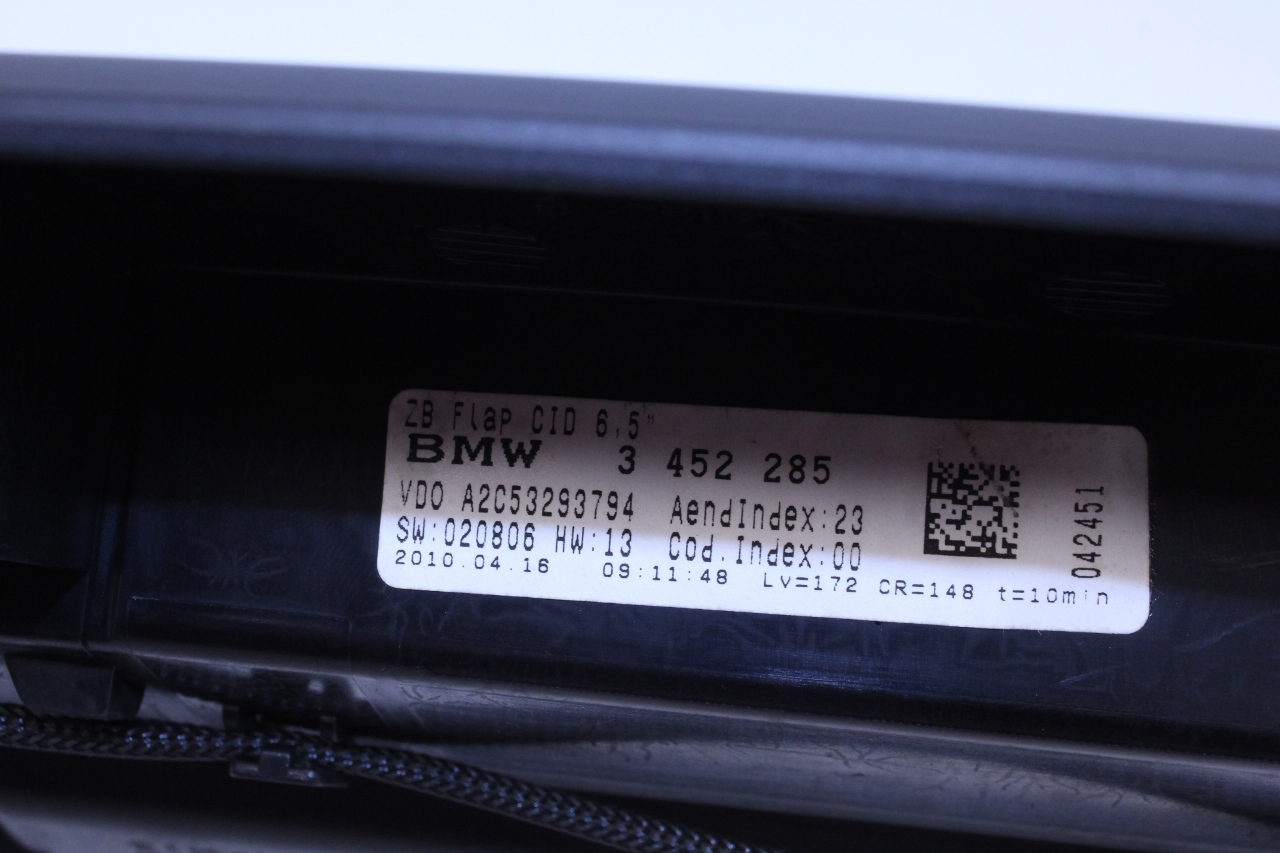 ZB Flap CID 6,5"
BMW 3 452 285
VDO A2C53293794 AendIndex:23
SW:020806 HW:13 Cod.Index:00
2010.04.16 09:11:48 Lv=172 CR=148 t=10min
042451